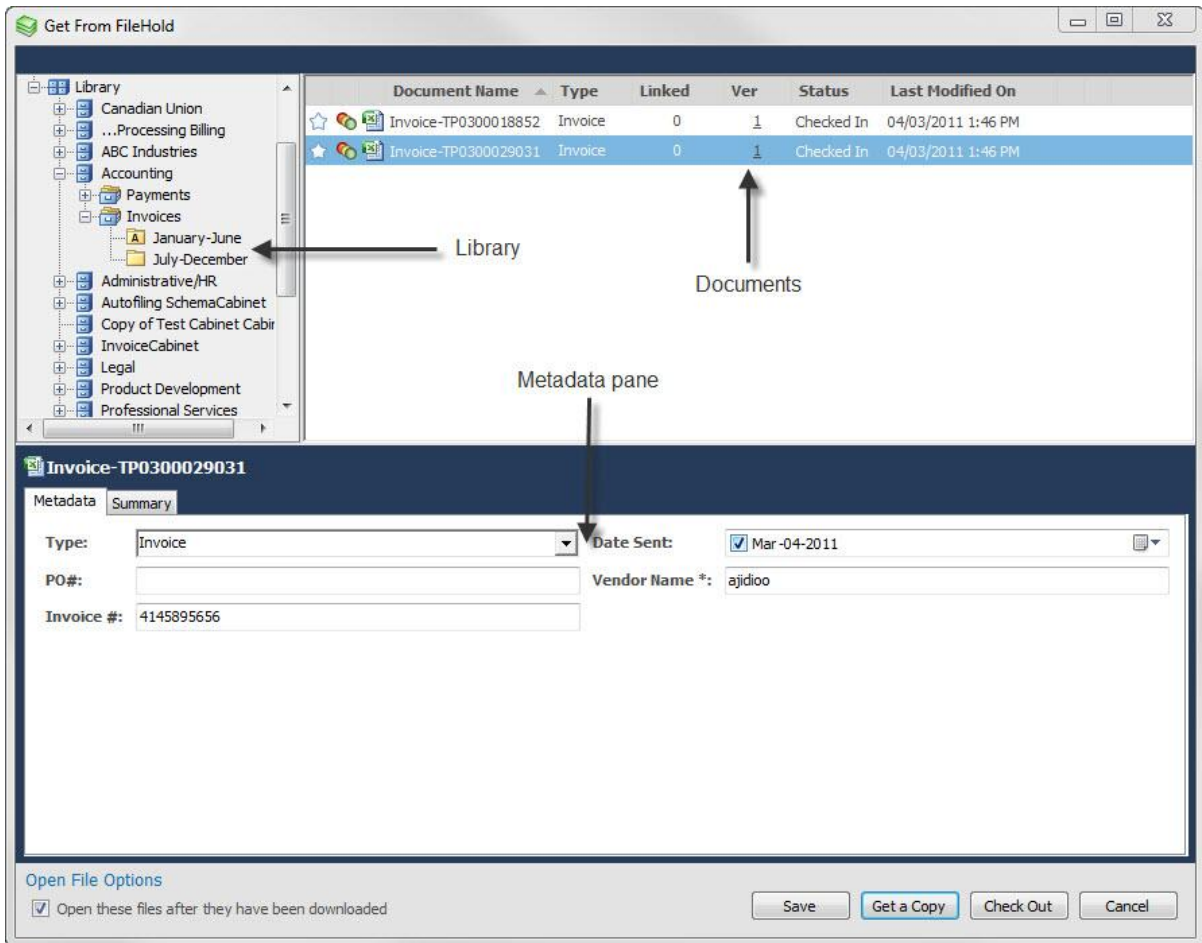 Get From FileHold
Library
Canadian Union
...Processing Billing
ABC Industries
Accounting
Payments
Invoices
A January-June
July-December
Administrative/HR
Autofiling SchemaCabinet
Copy of Test Cabinet Cabir
InvoiceCabinet
Legal
Product Development
Professional Services
Document Name Type Linked Ver Status Last Modified On
Invoice-TP0300018852 Invoice 0 1 Checked In 04/03/2011 1:46 PM
Invoice-TP0300029031 Invoice 0 1 Checked In 04/03/2011 1:46 PM
Library
Documents
Metadata pane
Invoice-TP0300029031
Metadata Summary
Type: Invoice Date Sent: Mar-04-2011
PO#: Vendor Name *: ajidioo
Invoice #: 4145895656
Open File Options
Open these files after they have been downloaded
Save Get a Copy Check Out Cancel